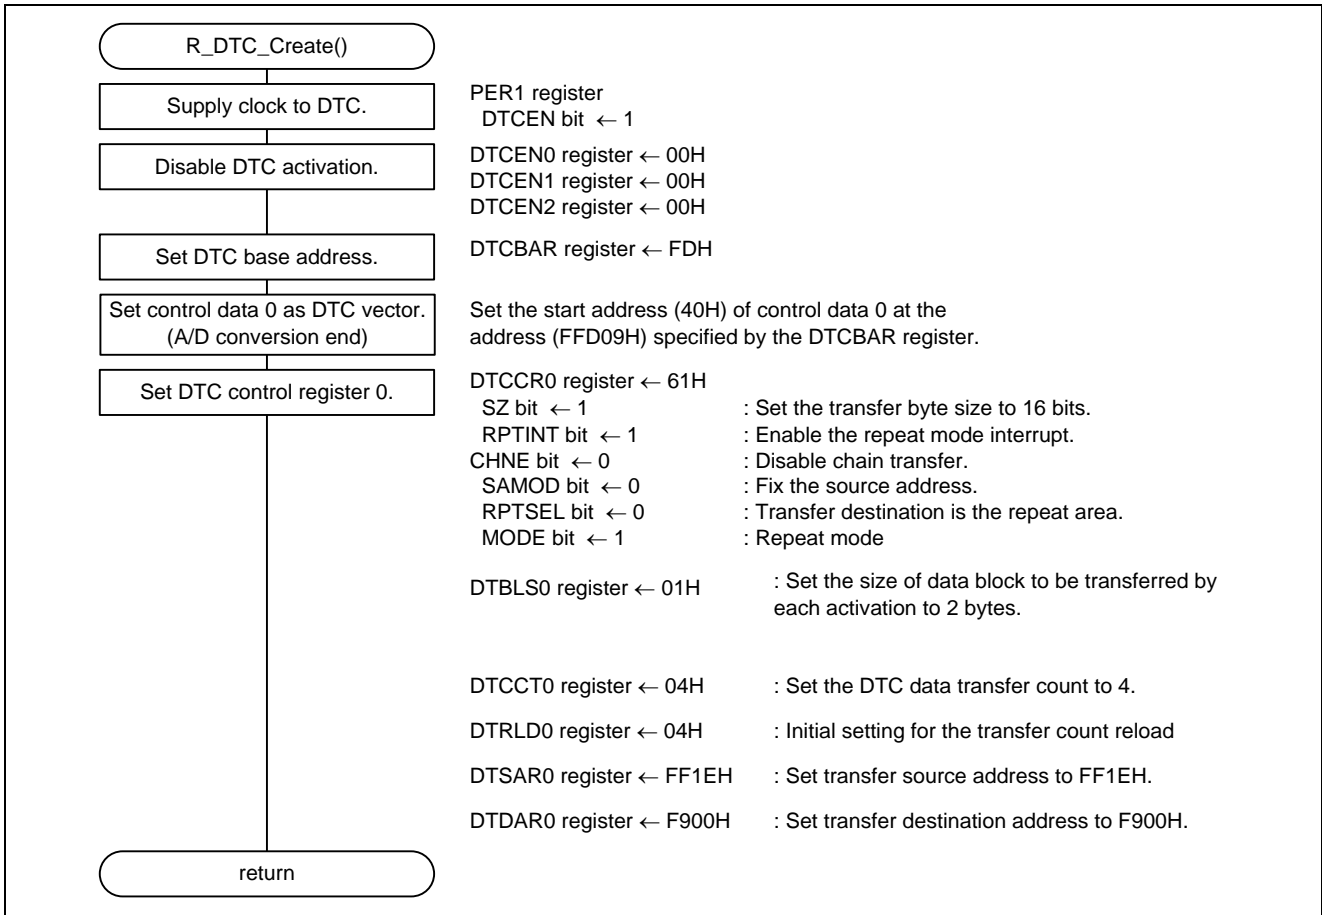 R_DTC_Create()
Supply clock to DTC.
PER1 register
DTCEN bit ← 1
Disable DTC activation.
DTCEN0 register ← 00H
DTCEN1 register ← 00H
DTCEN2 register ← 00H
Set DTC base address.
DTCBAR register ← FDH
Set control data 0 as DTC vector.
(A/D conversion end)
Set the start address (40H) of control data 0 at the
address (FFD09H) specified by the DTCBAR register.
Set DTC control register 0.
DTCCR0 register ← 61H
SZ bit ← 1 : Set the transfer byte size to 16 bits.
RPTINT bit ← 1 : Enable the repeat mode interrupt.
CHNE bit ← 0 : Disable chain transfer.
SAMOD bit ← 0 : Fix the source address.
RPTSEL bit ← 0 : Transfer destination is the repeat area.
MODE bit ← 1 : Repeat mode
DTBLS0 register ← 01H : Set the size of data block to be transferred by
each activation to 2 bytes.
DTCCT0 register ← 04H : Set the DTC data transfer count to 4.
DTRLD0 register ← 04H : Initial setting for the transfer count reload
DTSAR0 register ← FF1EH : Set transfer source address to FF1EH.
DTDAR0 register ← F900H : Set transfer destination address to F900H.
return